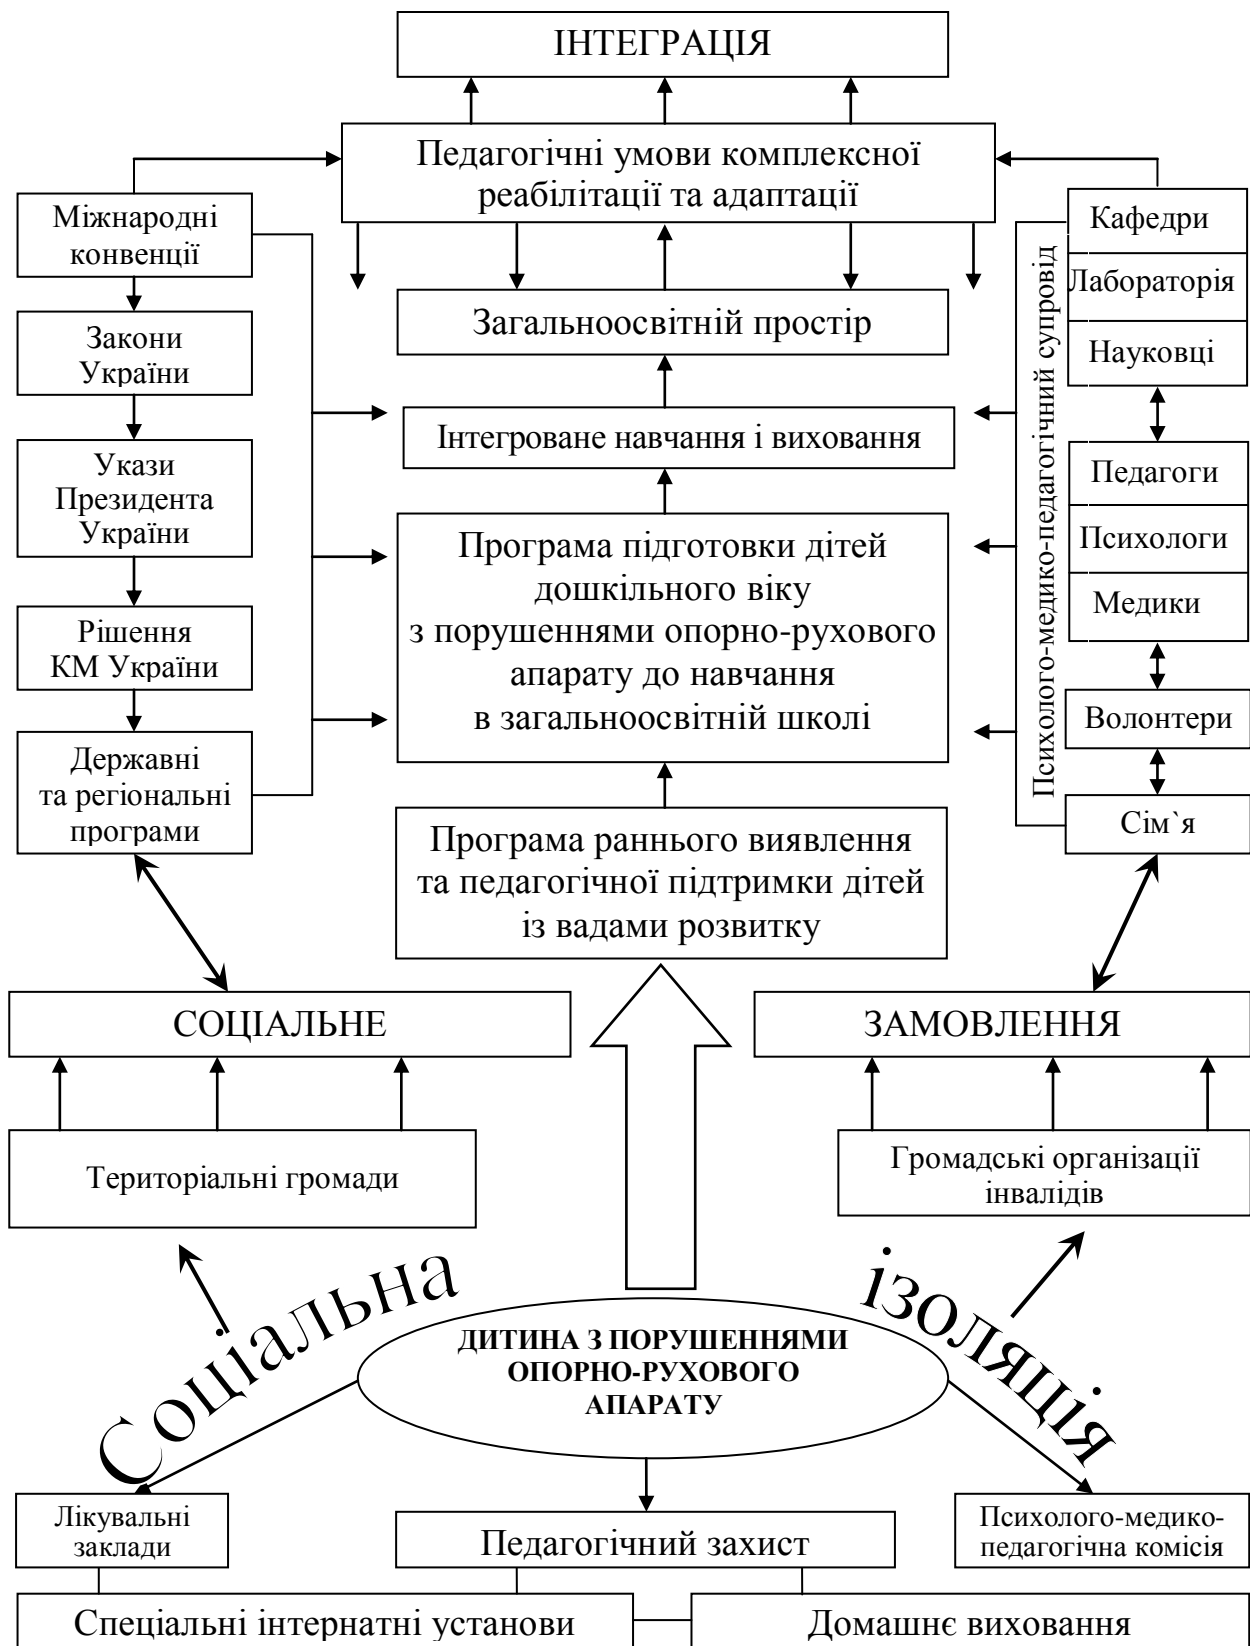 ІНТЕГРАЦІЯ
Педагогічні умови комплексної
реабілітації та адаптації
Міжнародні
конвенції
Закони
України
Укази
Президента
України
Рішення
КМ України
Державні
та регіональні
програми
Загальноосвітній простір
Інтегроване навчання і виховання
Програма підготовки дітей
дошкільного віку
з порушеннями опорно-рухового
апарату до навчання
в загальноосвітній школі
Програма раннього виявлення
та педагогічної підтримки дітей
із вадами розвитку
Психолого-медико-педагогічний супровід
Кафедри
Лабораторія
Науковці
Педагоги
Психологи
Медики
Волонтери
Сім`я
СОЦІАЛЬНЕ
ЗАМОВЛЕННЯ
Територіальні громади
Громадські організації
інвалідів
Соціальна
ізоляція
ДИТИНА З ПОРУШЕННЯМИ
ОПОРНО-РУХОВОГО
АПАРАТУ
Лікувальні
заклади
Педагогічний захист
Психолого-медико-
педагогічна комісія
Спеціальні інтернатні установи
Домашнє виховання